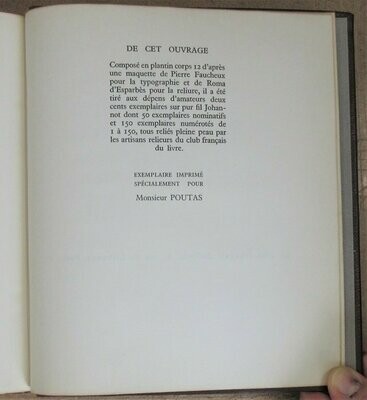 DE CET OUVRAGE
Composé en plantin corps 12 d'après
une maquette de Pierre Faucheux
pour la typographie et de Roma
d'Esparbès pour la reliure, il a été
tiré aux dépens d'amateurs deux
cents exemplaires sur pur fil Johan-
not dont 50 exemplaires nominatifs
et 150 exemplaires numérotés de
1 à 150, tous reliés pleine peau par
les artisans relieurs du club français
du livre.
EXEMPLAIRE IMPRIMÉ
SPÉCIALEMENT POUR
Monsieur POUTAS